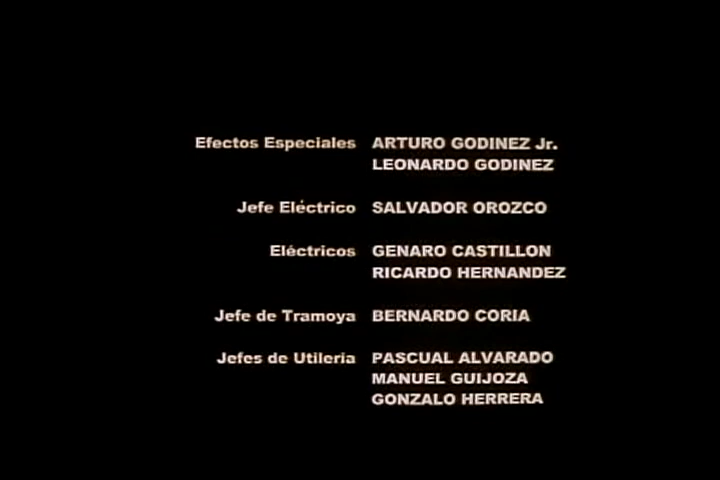 Efectos Especiales ARTURO GODINEZ Jr.
LEONARDO GODINEZ
Jefe Eléctrico SALVADOR OROZCO
Eléctricos GENARO CASTILLON
RICARDO HERNANDEZ
Jefe de Tramoya BERNARDO CORIA
Jefes de Utileria PASCUAL ALVARADO
MANUEL GUIJOZA
GONZALO HERRERA